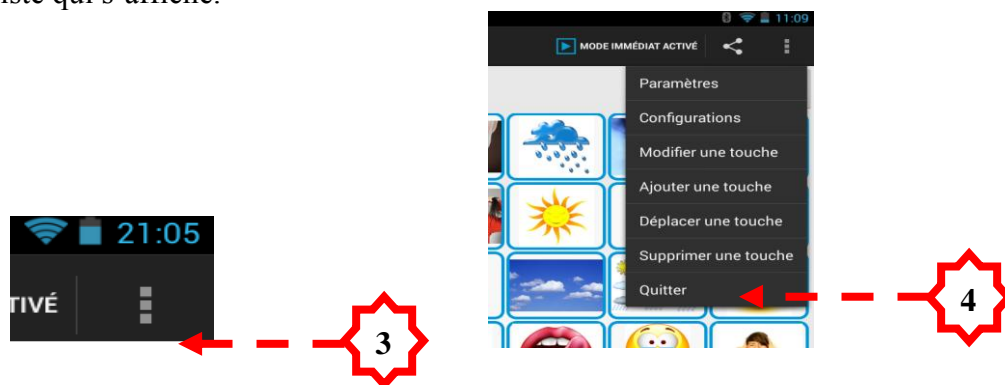 iste qui s'affiche.
11:09
MODE IMMÉDIAT ACTIVÉ
Paramètres
Configurations
Modifier une touche
Ajouter une touche
Déplacer une touche
Supprimer une touche
Quitter
4
21:05
TIVÉ
3